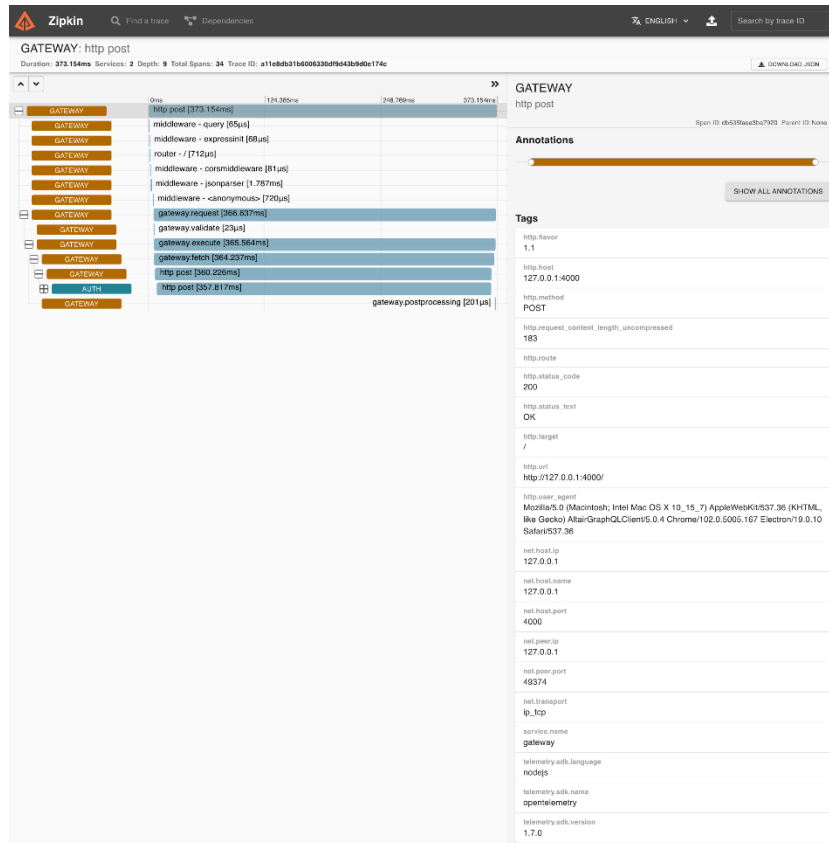 Zipkin
Find a trace
Dependencies
ENGLISH
Search by trace ID
GATEWAY: http post
Duration: 373.154ms Services: 2 Depth: 9 Total Spans: 34 Trace ID: a11e8db31b6006330df9d43b9d0c174c
DOWNLOAD JSON
0ms 124.385ms 248.769ms 373.154ms
GATEWAY http post [373.154ms]
GATEWAY middleware - query [65µs]
GATEWAY middleware - expressinit [68µs]
GATEWAY router - / [712µs]
GATEWAY middleware - corsmiddleware [81µs]
GATEWAY middleware - jsonparser [1.787ms]
GATEWAY middleware - <anonymous> [720µs]
GATEWAY gateway.request [366.637ms]
GATEWAY gateway.validate [23µs]
GATEWAY gateway.execute [365.564ms]
GATEWAY gateway.fetch [364.237ms]
GATEWAY http post [360.226ms]
AUTH http post [357.817ms]
GATEWAY gateway.postprocessing [201µs]
GATEWAY
http post
Span ID: Parent ID: None
Annotations
SHOW ALL ANNOTATIONS
Tags
http.flavor
1.1
http.host
127.0.0.1:4000
http.method
POST
http.request_content_length_uncompressed
183
http.route
http.status_code
200
http.status_text
OK
http.target
/
http.url
http://127.0.0.1:4000/
http.user_agent
Mozilla/5.0 (Macintosh; Intel Mac OS X 10_15_7) AppleWebKit/537.36 (KHTML,
like Gecko) AltairGraphQLClient/5.0.4 Chrome/102.0.5005.167 Electron/19.0.10
Safari/537.36
net.host.ip
127.0.0.1
net.host.name
127.0.0.1
net.host.port
4000
net.peer.ip
127.0.0.1
net.peer.port
49374
net.transport
ip_tcp
service.name
gateway
telemetry.sdk.language
nodejs
telemetry.sdk.name
opentelemetry
telemetry.sdk.version
1.7.0